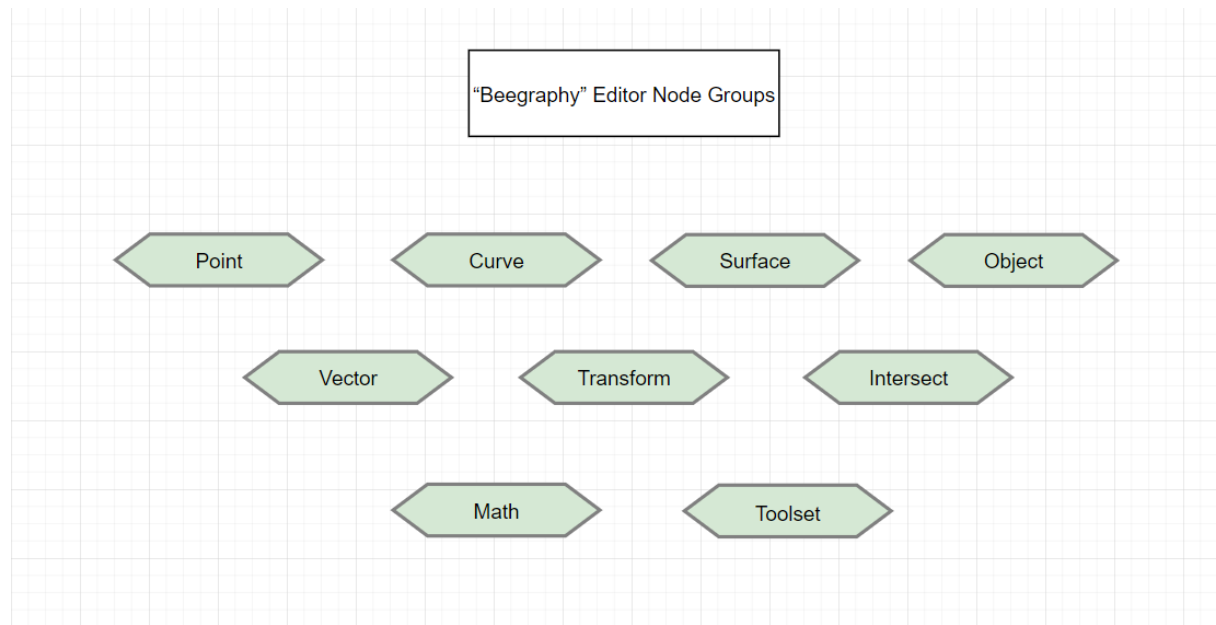 “Beegraphy” Editor Node Groups
Point
Curve
Surface
Object
Vector
Transform
Intersect
Math
Toolset